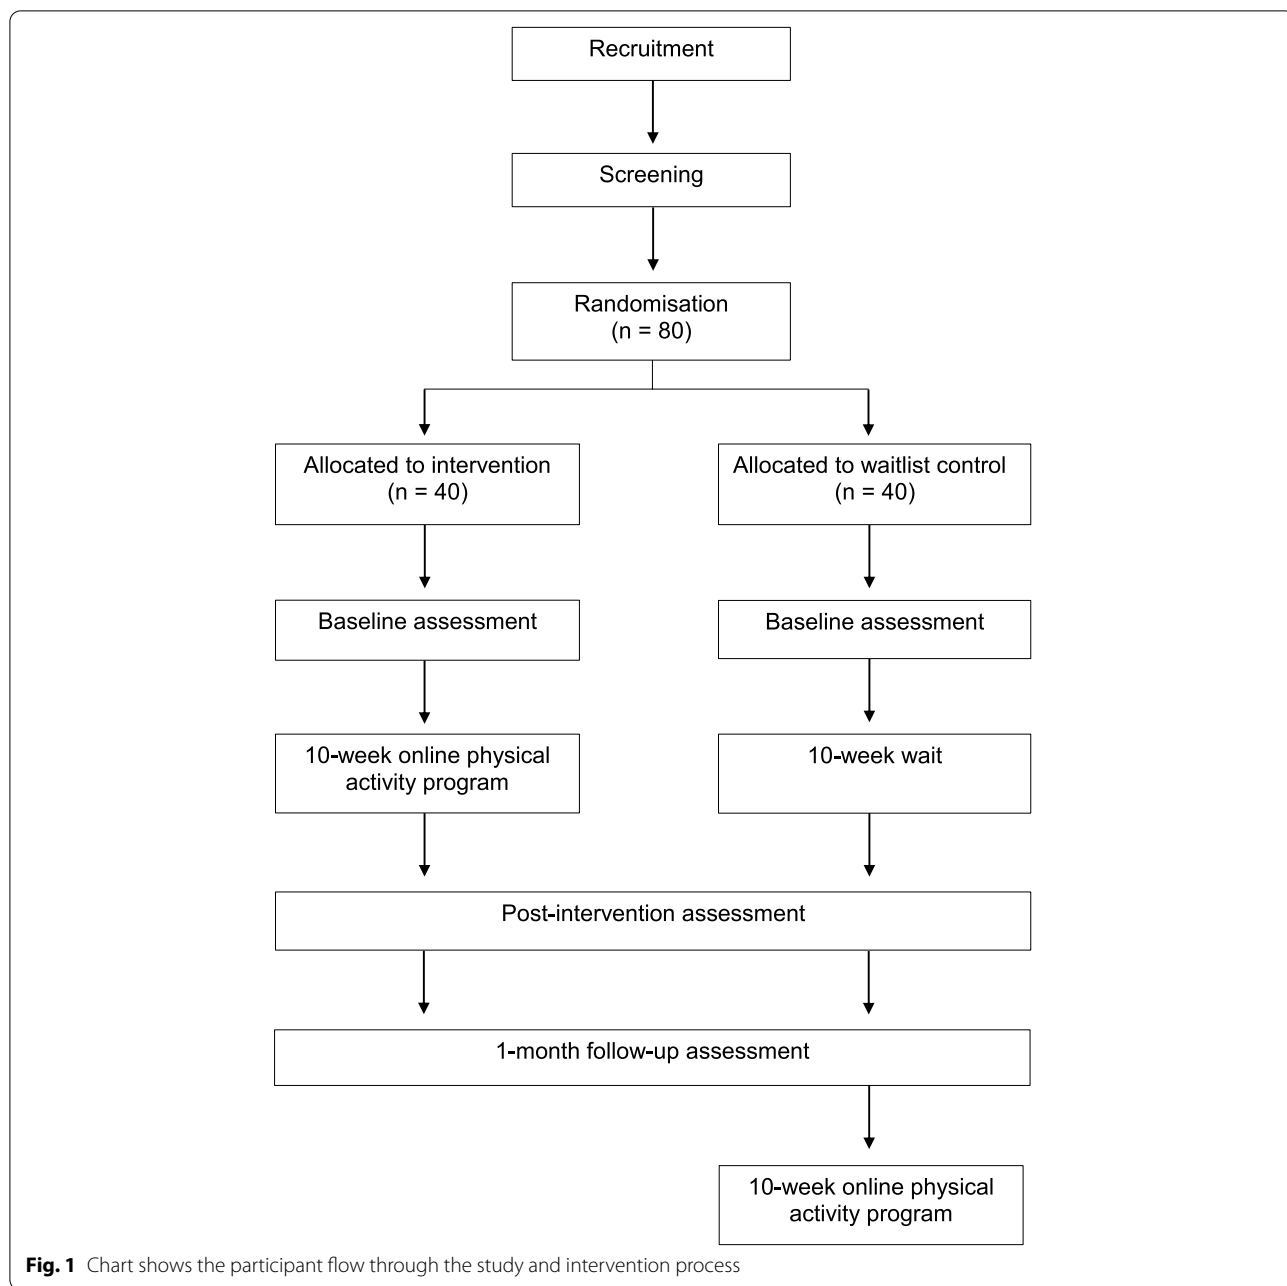 Recruitment
Screening
Randomisation
(n = 80)
Allocated to intervention
(n = 40)
Allocated to waitlist control
(n = 40)
Baseline assessment
Baseline assessment
10-week online physical
activity program
10-week wait
Post-intervention assessment
1-month follow-up assessment
10-week online physical
activity program
Fig. 1 Chart shows the participant flow through the study and intervention process